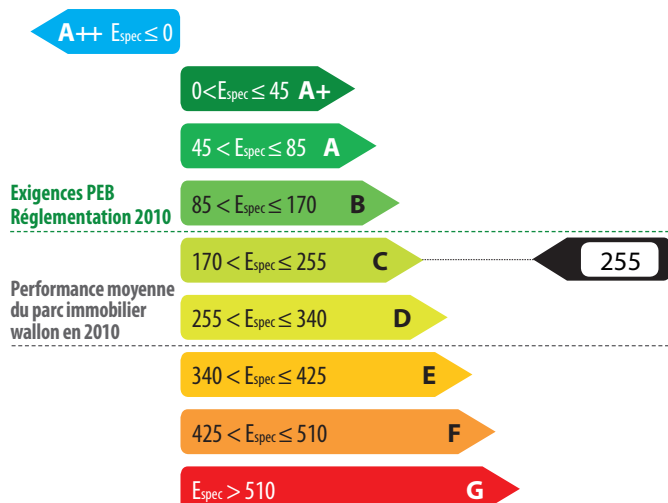 A++ Espec ≤ 0
0<Espec ≤ 45 A+
45 < Espec ≤ 85 A
Exigences PEB
Réglementation 2010
85 < Espec ≤ 170 B
170 < Espec ≤ 255 C
255
Performance moyenne
du parc immobilier
wallon en 2010
255 < Espec ≤ 340 D
340 < Espec ≤ 425 E
425 < Espec ≤ 510 F
Espec > 510 G